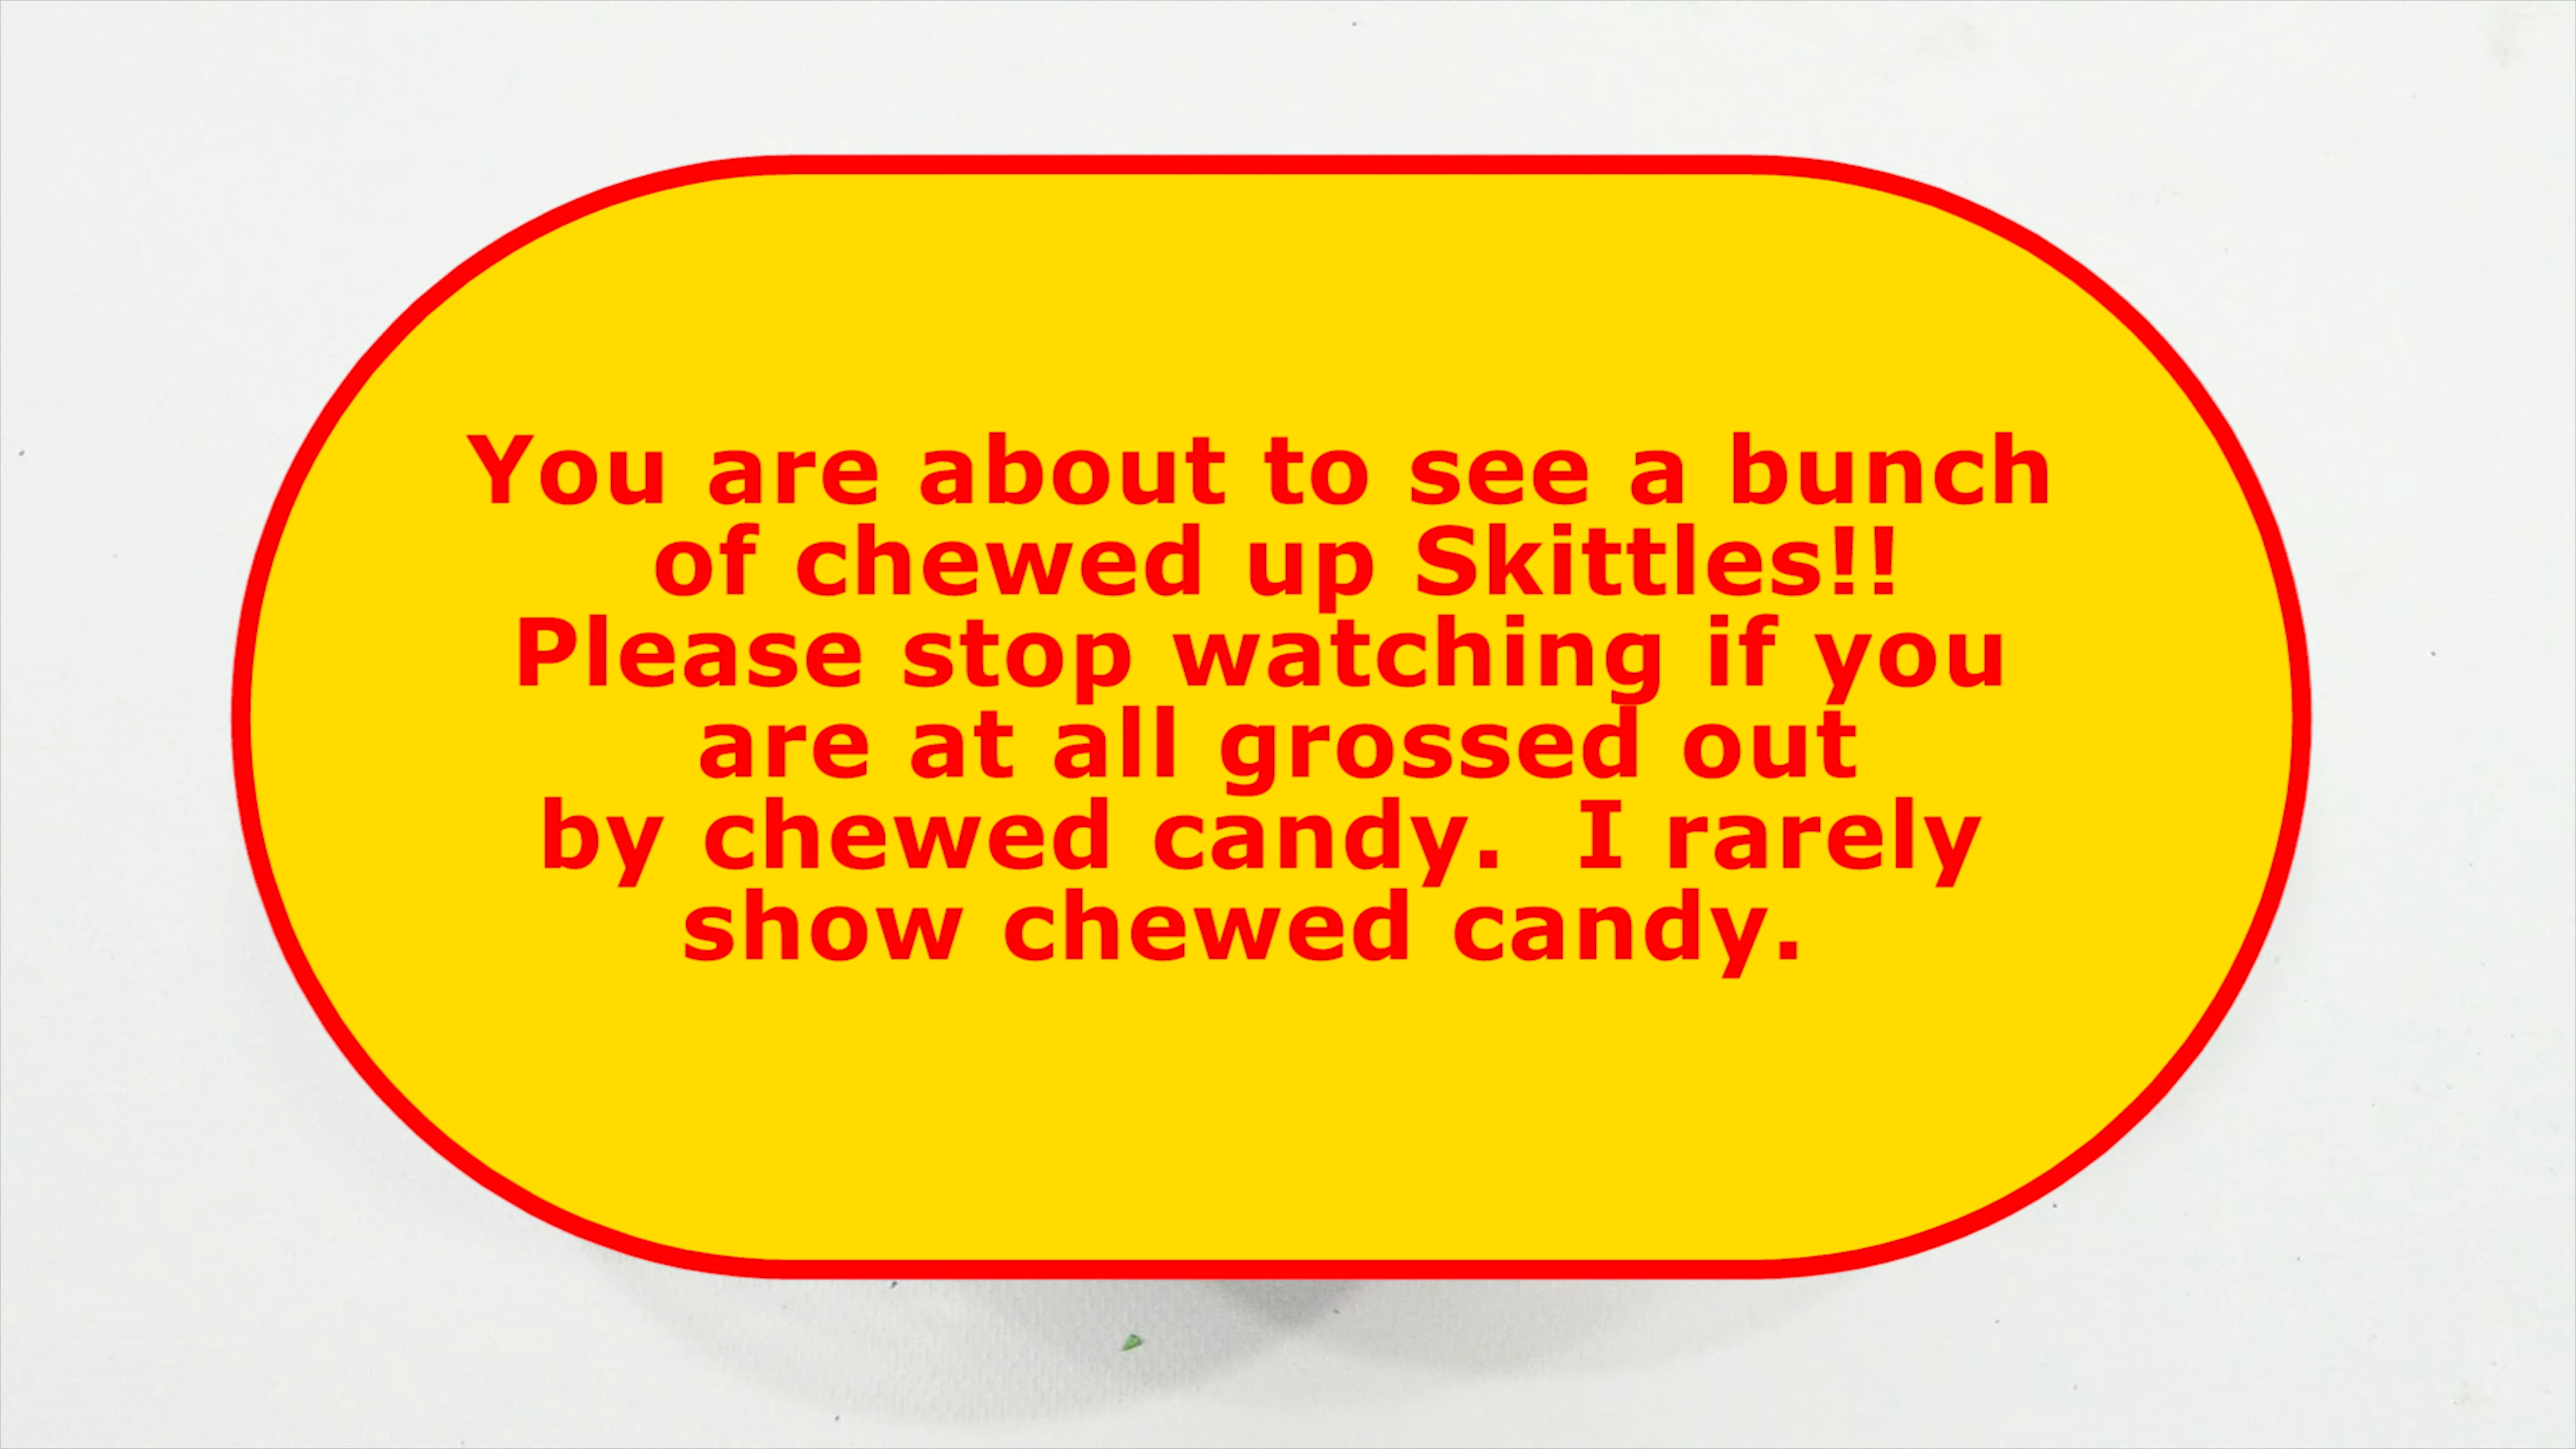 You are about to see a bunch
of chewed up Skittles!!
Please stop watching if you
are at all grossed out
by chewed candy.  I rarely
show chewed candy.